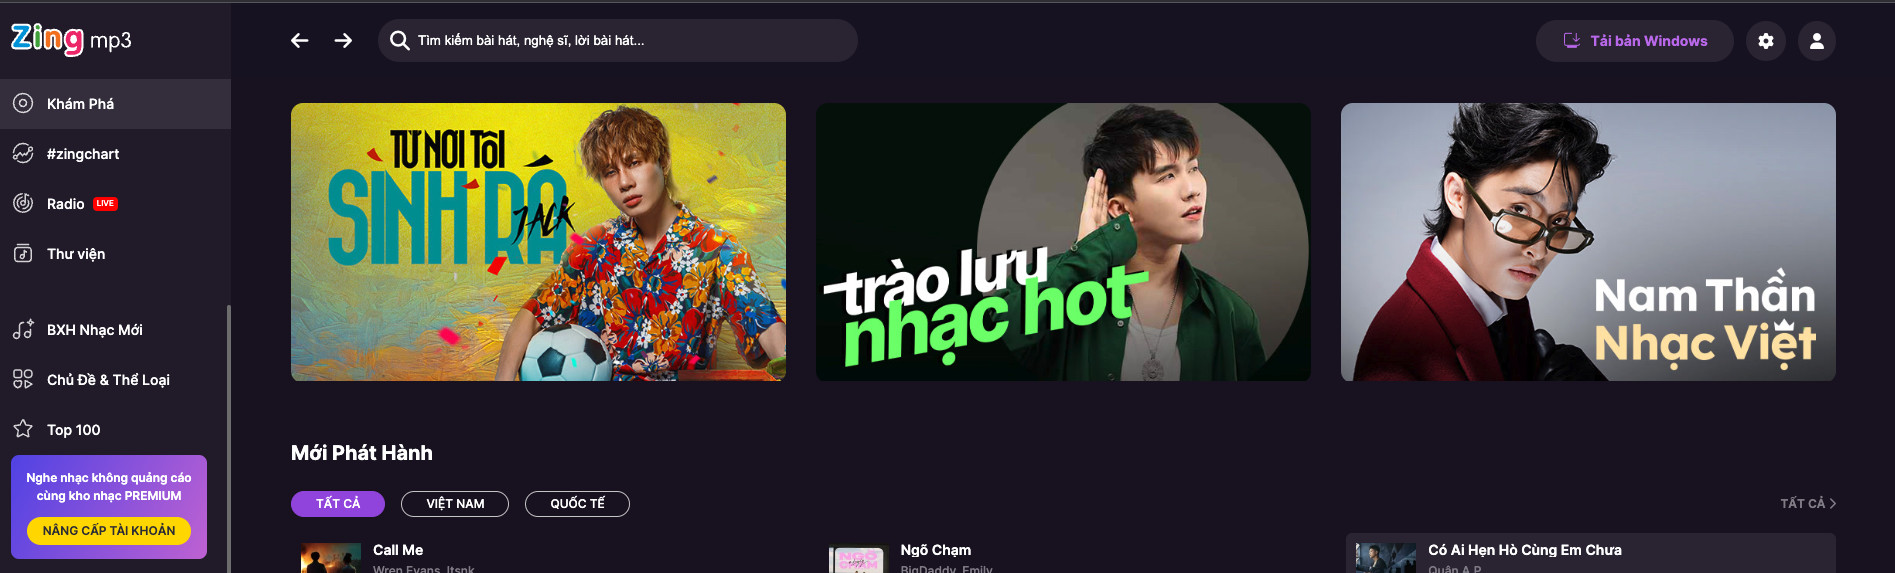 Zing mp3
Tìm kiếm bài hát, nghệ sĩ, lời bài hát...
Tải bản Windows
Khám Phá
#zingchart
Radio LIVE
Thư viện
BXH Nhạc Mới
Chủ Đề & Thể Loại
Top 100
Nghe nhạc không quảng cáo
cùng kho nhạc PREMIUM
NÂNG CẤP TÀI KHOẢN
TỪ NƠI TÔI
SINH RA
JACK
trào lưu
nhạc hot
Nam Thần
Nhạc Việt
Mới Phát Hành
TẤT CẢ
VIỆT NAM
QUỐC TẾ
TẤT CẢ
Call Me
Wren Evans, itsnk
NGÕ
CHẠM
Ngõ Chạm
BigDaddy, Emily
Có Ai Hẹn Hò Cùng Em Chưa
Quân A.P